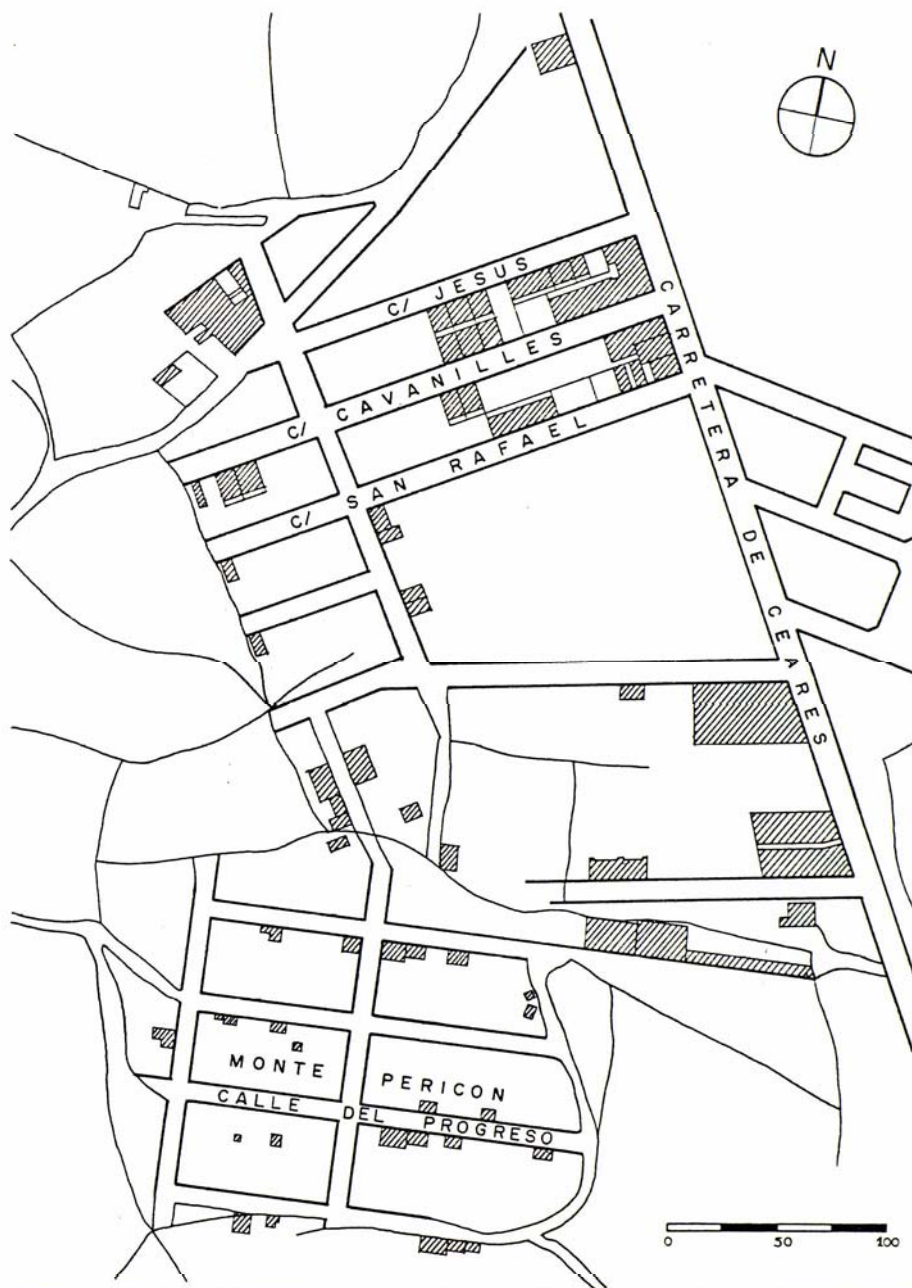 N
C/ JESUS
C/ CAVANILLES
C/ SAN RAFAEL
CARRETERA DE CEARES
MONTE PERICON
CALLE DEL PROGRESO
0 50 100